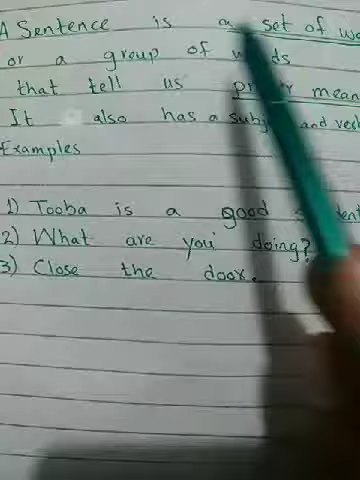 A Sentence is a set of
or a group of
that tell us
It also has a and
Examples
1) Tooba is a good
2) What are you doing?
3) Close the door.